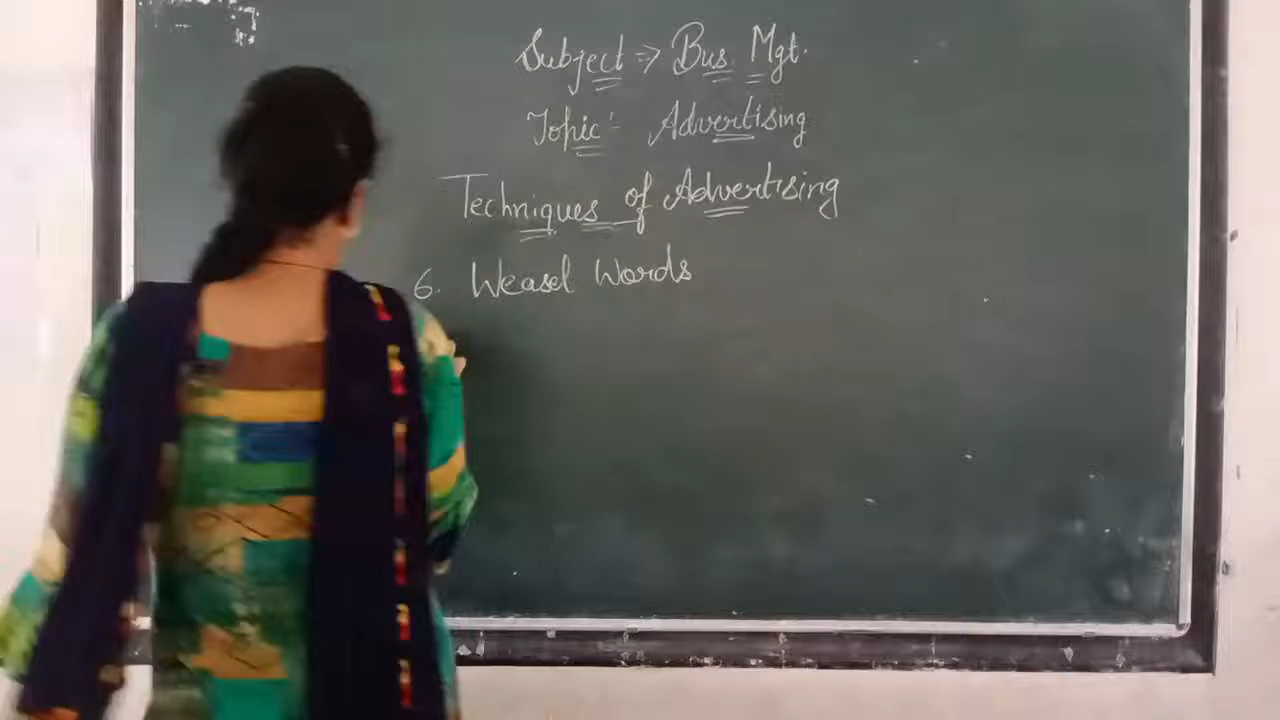 Subject => Bus Mgt.
Topic:- Advertising
Techniques of Advertising
6. Weasel Words